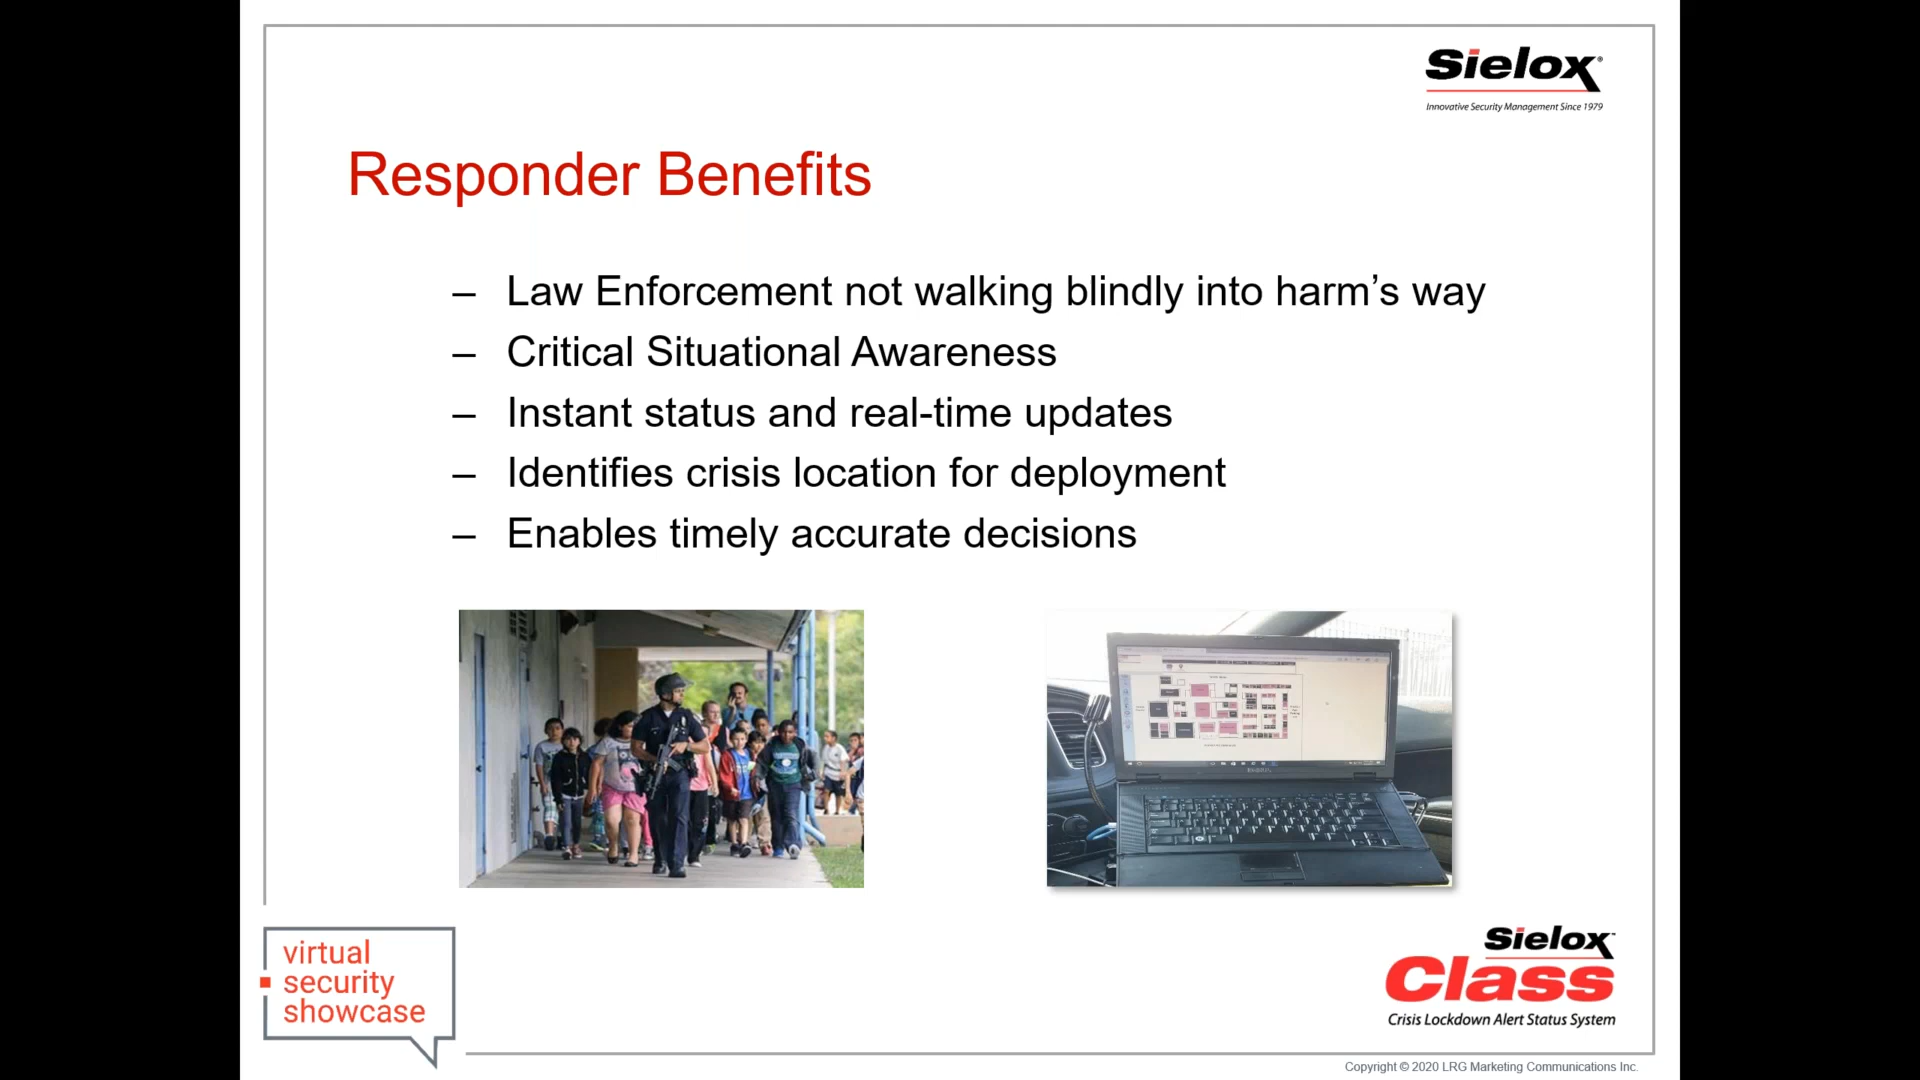 Sielox®
Innovative Security Management Since 1979
Responder Benefits
– Law Enforcement not walking blindly into harm’s way
– Critical Situational Awareness
– Instant status and real-time updates
– Identifies crisis location for deployment
– Enables timely accurate decisions
virtual
security
showcase
Sielox™
Class
Crisis Lockdown Alert Status System
Copyright © 2020 LRG Marketing Communications Inc.